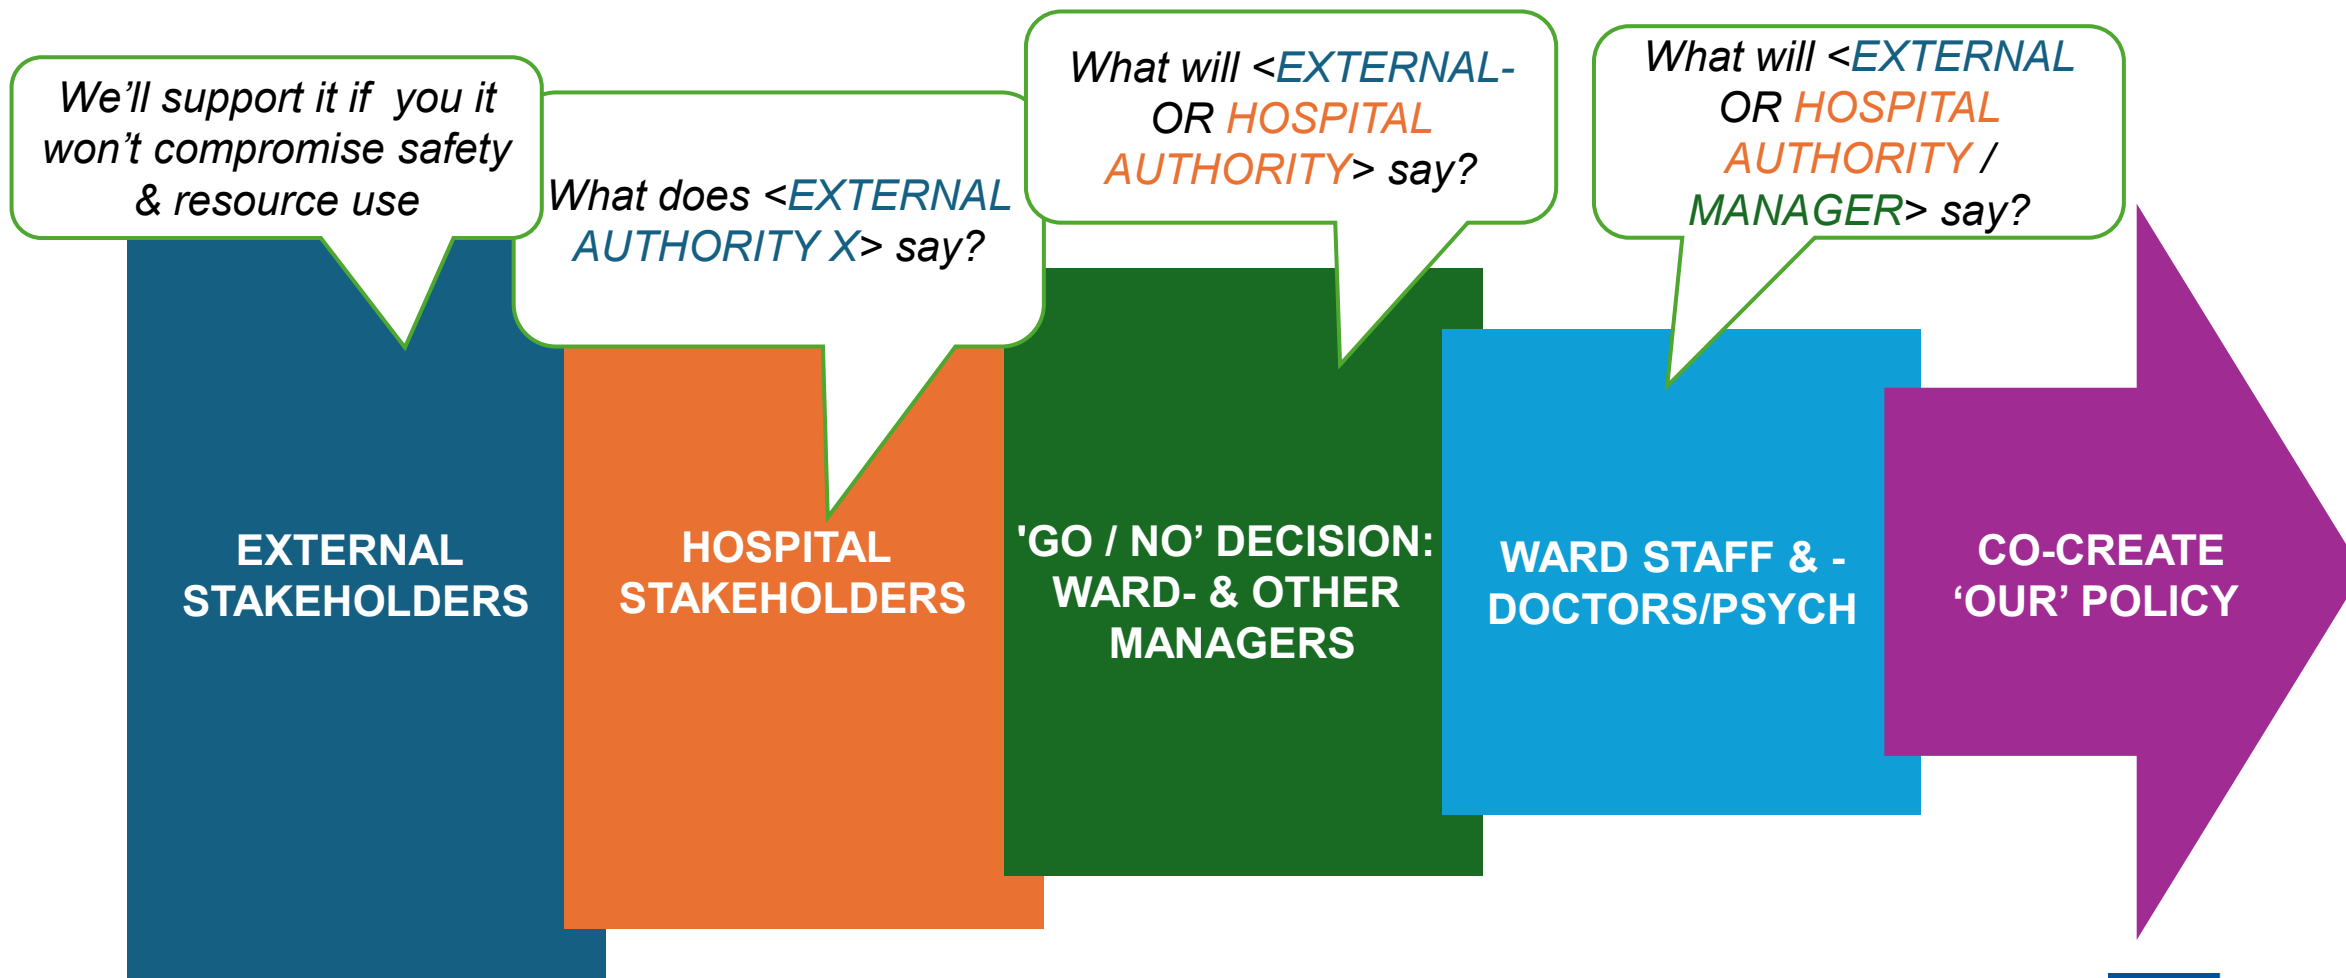 We’ll support it if  you it
won’t compromise safety
& resource use
What does <EXTERNAL
AUTHORITY X> say?
What will <EXTERNAL-
OR HOSPITAL
AUTHORITY> say?
What will <EXTERNAL
OR HOSPITAL
AUTHORITY /
MANAGER> say?
EXTERNAL
STAKEHOLDERS
HOSPITAL
STAKEHOLDERS
'GO / NO’ DECISION:
WARD- & OTHER
MANAGERS
WARD STAFF & -
DOCTORS/PSYCH
CO-CREATE
‘OUR’ POLICY